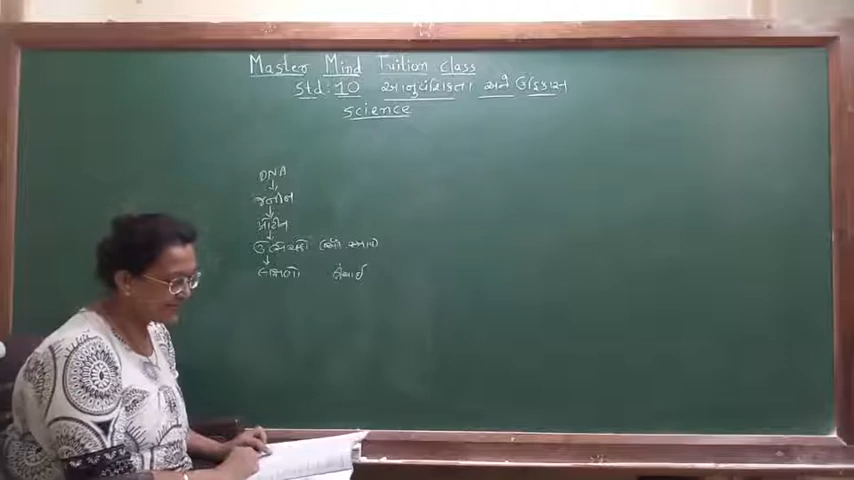 Master Mind Tuition Class
Std: 10 આનુવંશિકતા અને ઉદ્વિકાસ
Science
DNA
જનીન
પ્રોટીન
ઉત્સેચકો (અંતઃસ્ત્રાવ)
લક્ષણો ઊંચાઈ